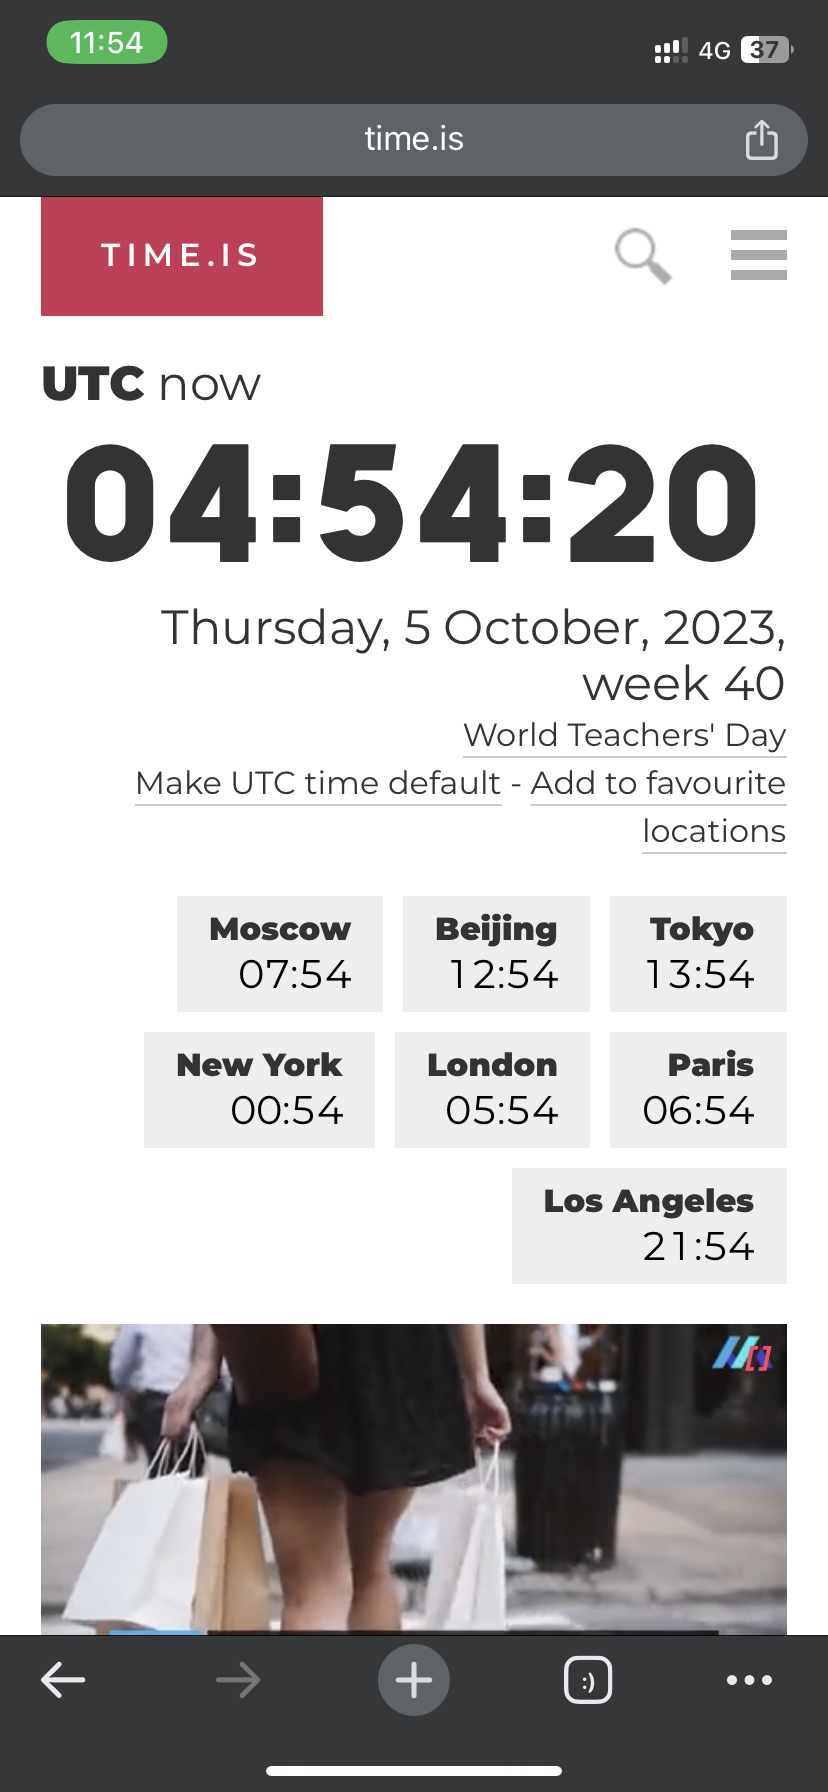 11:54
4G 37
time.is
TIME.IS
UTC now
04:54:20
Thursday, 5 October, 2023,
week 40
World Teachers' Day
Make UTC time default - Add to favourite
locations
Moscow Beijing Tokyo
07:54 12:54 13:54
New York London Paris
00:54 05:54 06:54
Los Angeles
21:54
:)